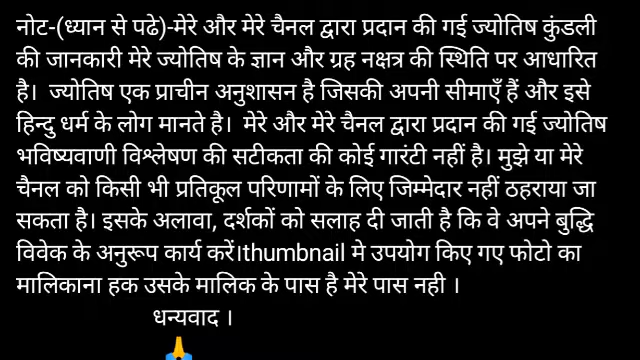 नोट-(ध्यान से पढे)-मेरे और मेरे चैनल द्वारा प्रदान की गई ज्योतिष कुंडली
की जानकारी मेरे ज्योतिष के ज्ञान और ग्रह नक्षत्र की स्थिति पर आधारित
है। ज्योतिष एक प्राचीन अनुशासन है जिसकी अपनी सीमाएँ हैं और इसे
हिन्दु धर्म के लोग मानते है। मेरे और मेरे चैनल द्वारा प्रदान की गई ज्योतिष
भविष्यवाणी विश्लेषण की सटीकता की कोई गारंटी नहीं है। मुझे या मेरे
चैनल को किसी भी प्रतिकूल परिणामों के लिए जिम्मेदार नहीं ठहराया जा
सकता है। इसके अलावा, दर्शकों को सलाह दी जाती है कि वे अपने बुद्धि
विवेक के अनुरूप कार्य करें।thumbnail मे उपयोग किए गए फोटो का
मालिकाना हक उसके मालिक के पास है मेरे पास नही ।
धन्यवाद ।
🙏